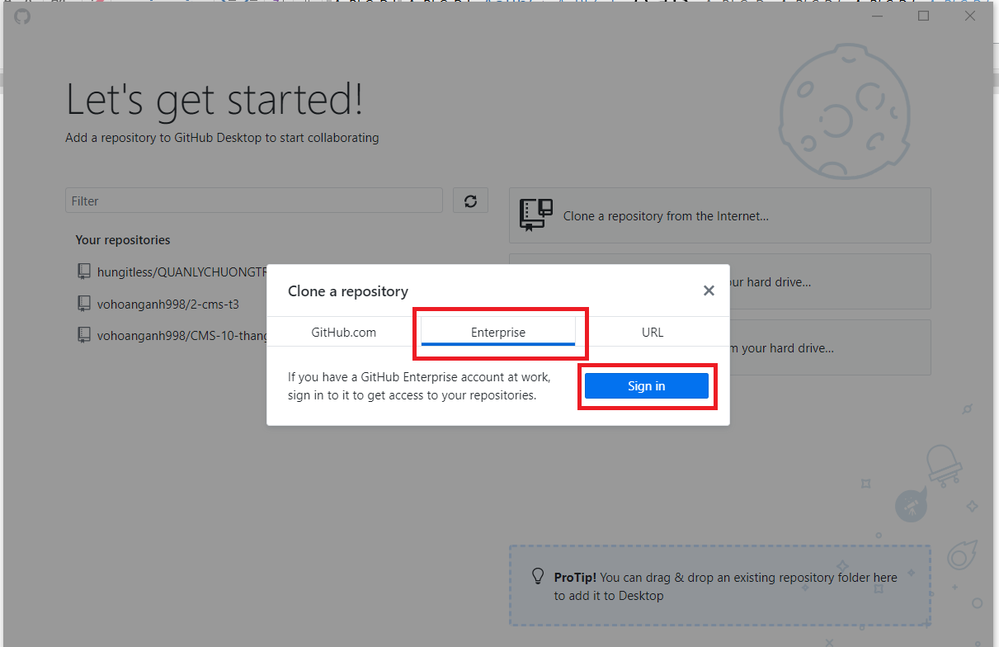 Let's get started!
Add a repository to GitHub Desktop to start collaborating
Filter
Your repositories
hungitless/QUANLYCHUONGTR
vohoanganh998/2-cms-t3
vohoanganh998/CMS-10-thang
Clone a repository from the Internet...
your hard drive...
your hard drive...
Clone a repository
GitHub.com
Enterprise
URL
If you have a GitHub Enterprise account at work,
sign in to it to get access to your repositories.
Sign in
ProTip! You can drag & drop an existing repository folder here
to add it to Desktop